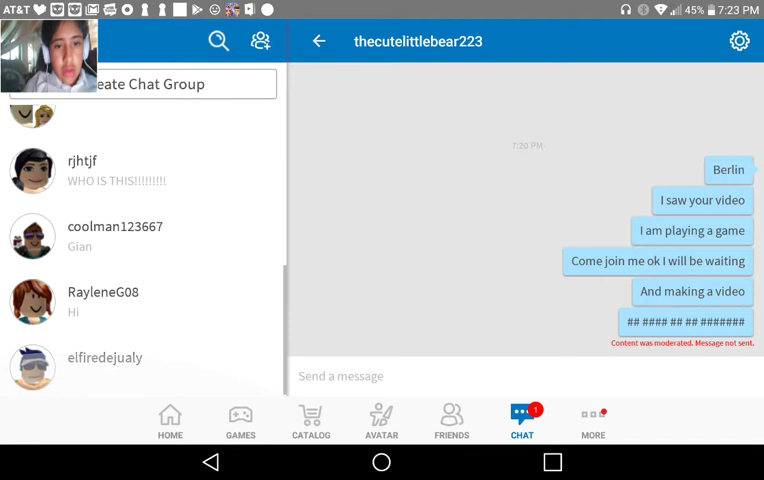 AT&T
45% 7:23 PM
eate Chat Group
rjhtjf
WHO IS THIS!!!!!!!!!
coolman123667
Gian
RayleneG08
Hi
elfiredejualy
thecutelittlebear223
7:20 PM
Berlin
I saw your video
I am playing a game
Come join me ok I will be waiting
And making a video
## #### ## ## #######
Content was moderated. Message not sent.
Send a message
HOME
GAMES
CATALOG
AVATAR
FRIENDS
1
CHAT
MORE